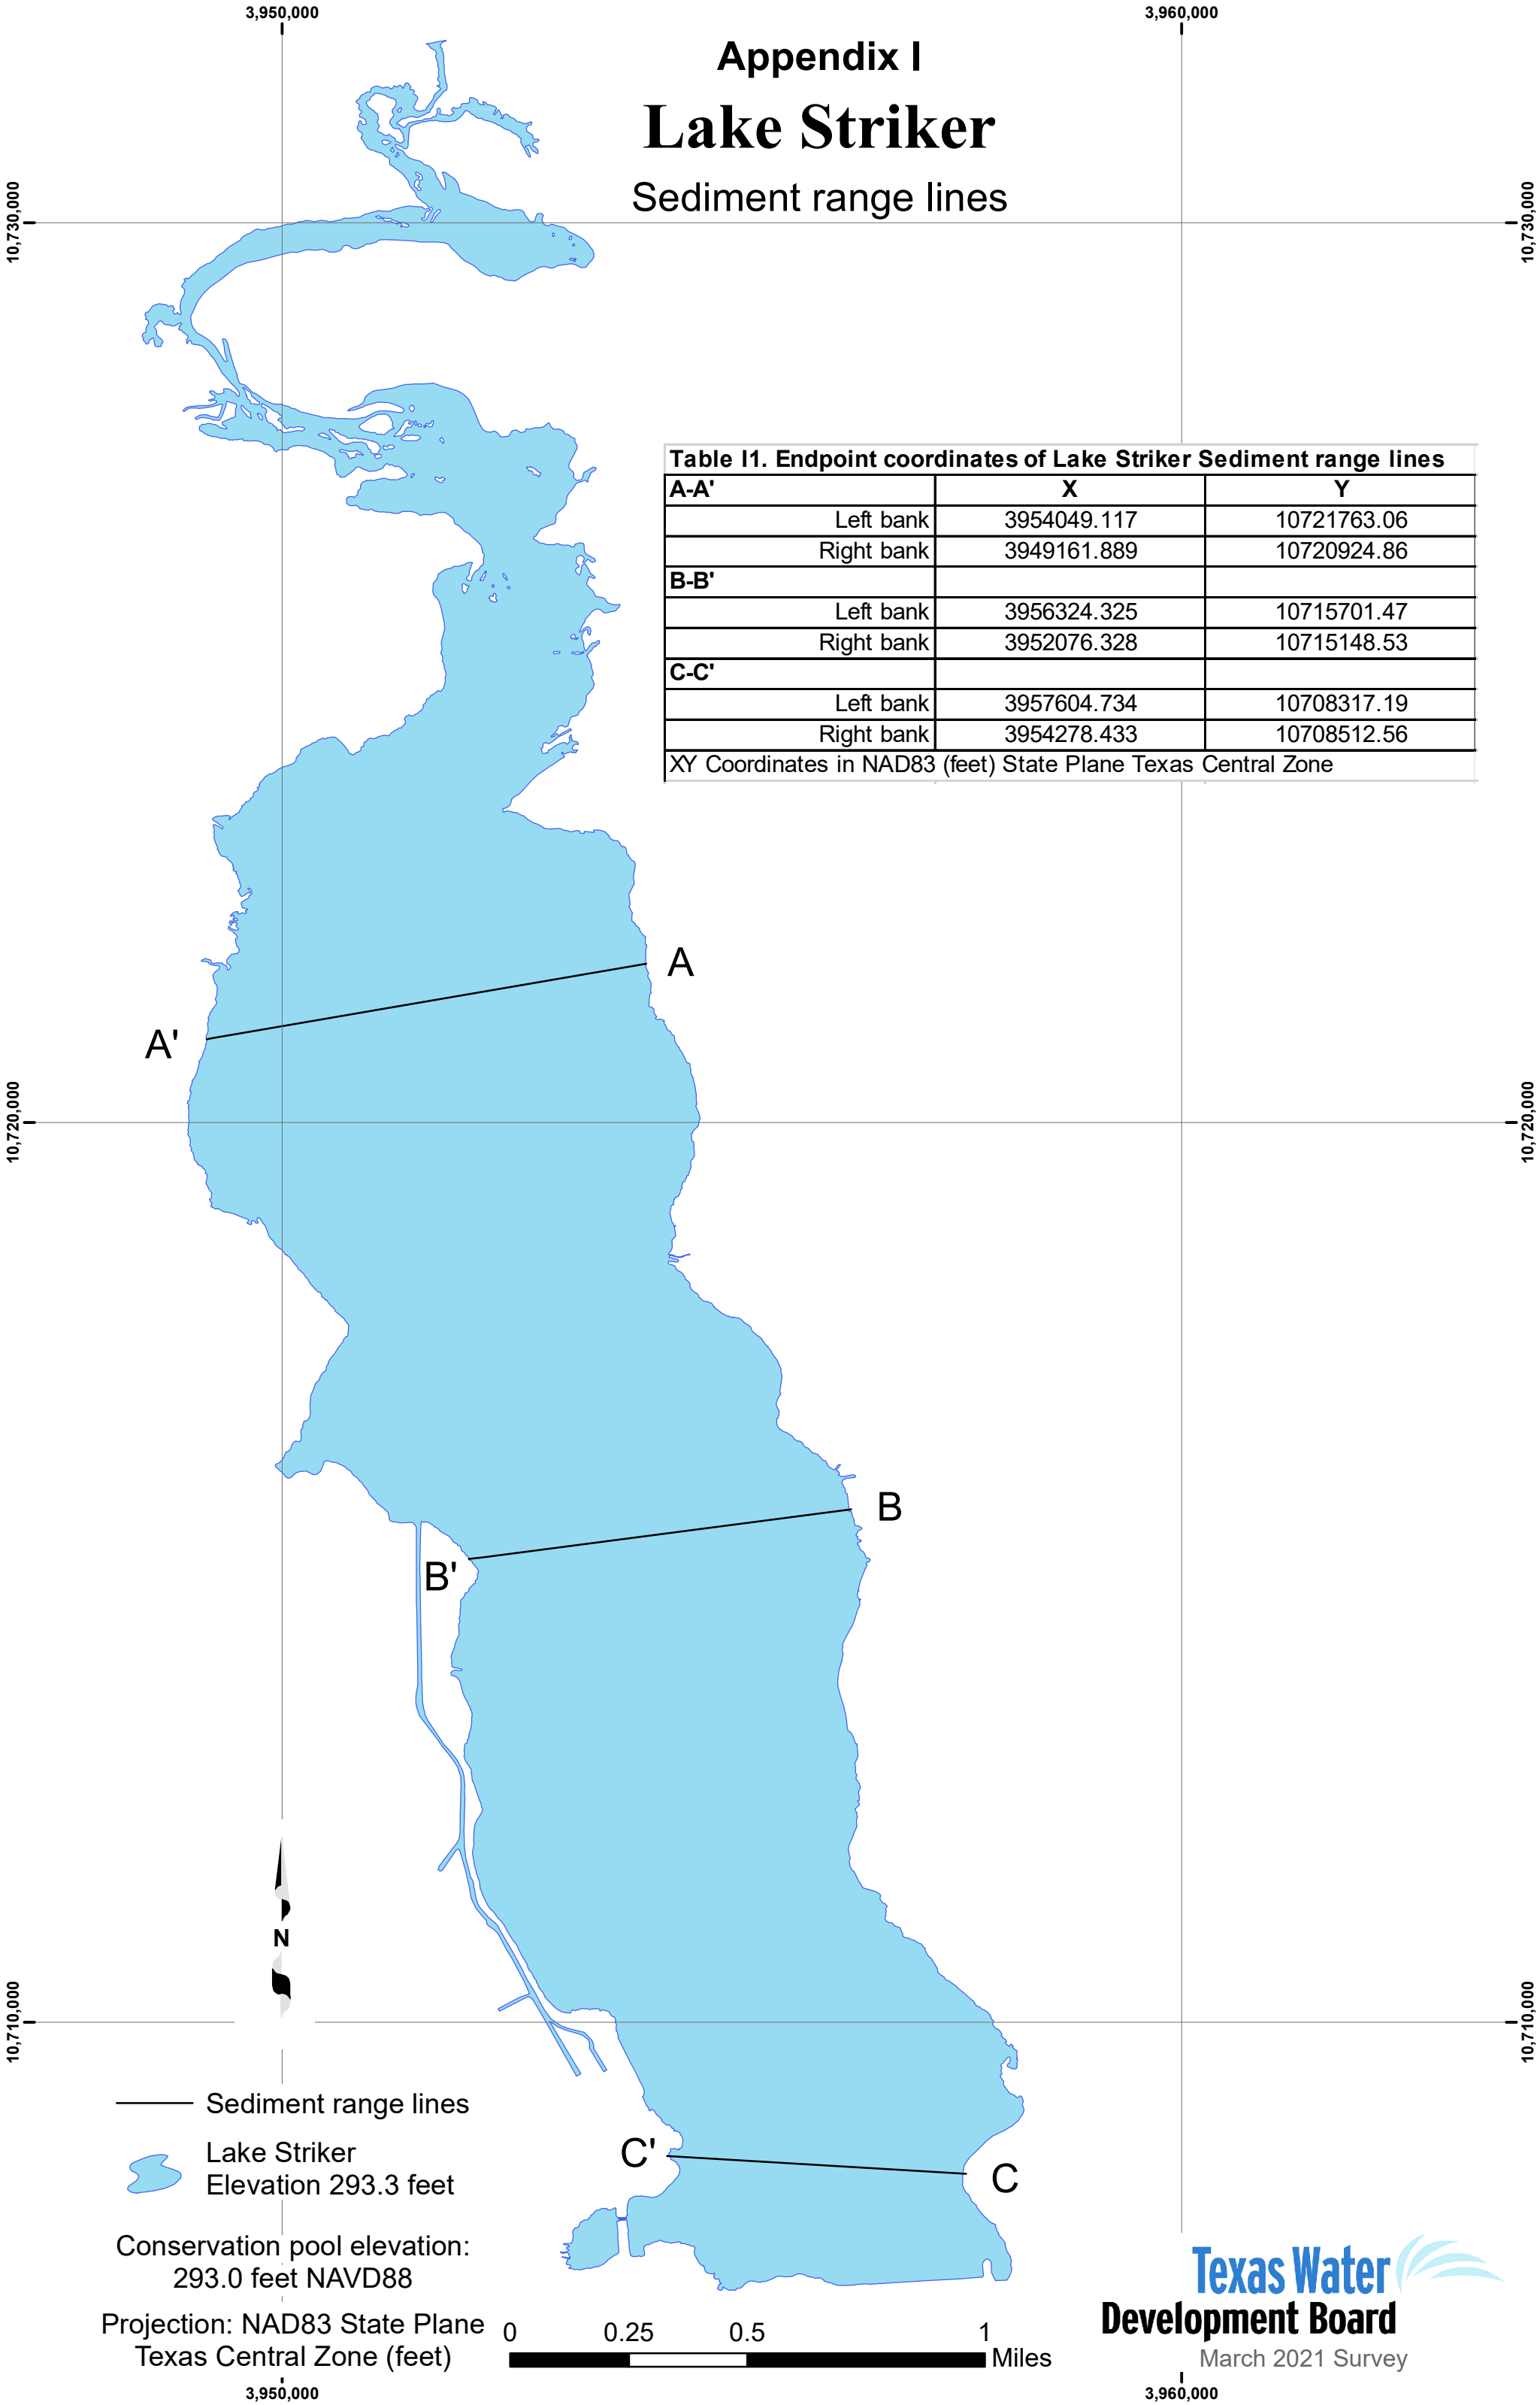 3,950,000
3,960,000
Appendix I
Lake Striker
Sediment range lines
10,730,000
10,730,000
Table I1. Endpoint coordinates of Lake Striker Sediment range lines
A-A' X Y
Left bank 3954049.117 10721763.06
Right bank 3949161.889 10720924.86
B-B'
Left bank 3956324.325 10715701.47
Right bank 3952076.328 10715148.53
C-C'
Left bank 3957604.734 10708317.19
Right bank 3954278.433 10708512.56
XY Coordinates in NAD83 (feet) State Plane Texas Central Zone
A
A'
10,720,000
10,720,000
B
B'
N
10,710,000
10,710,000
Sediment range lines
C'
C
Lake Striker
Elevation 293.3 feet
Conservation pool elevation:
293.0 feet NAVD88
Projection: NAD83 State Plane
Texas Central Zone (feet)
0 0.25 0.5 1
Miles
Texas Water
Development Board
March 2021 Survey
3,950,000
3,960,000